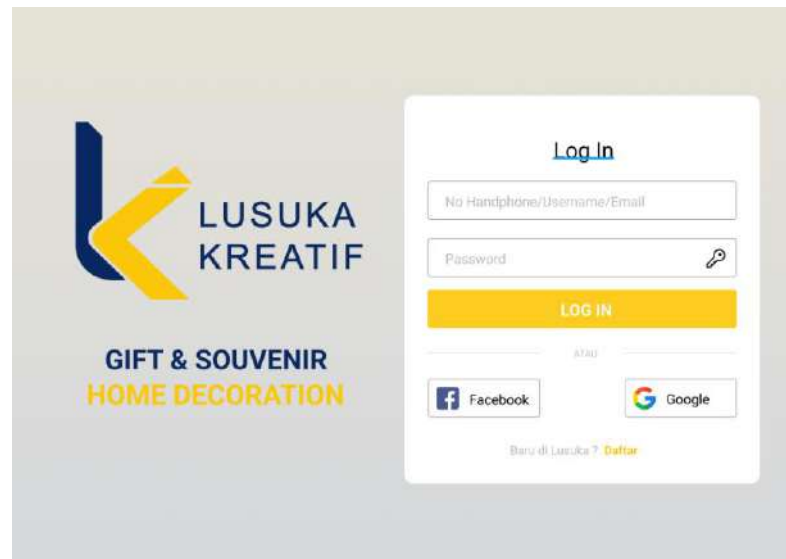 LUSUKA
KREATIF
GIFT & SOUVENIR
HOME DECORATION
Log In
No Handphone/Username/Email
Password
LOG IN
ATAU
Facebook
Google
Baru di Lusuka ? Daftar